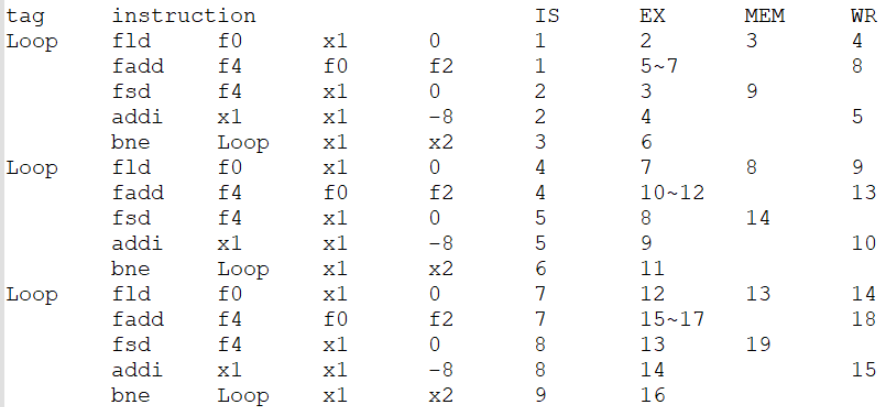 tag instruction IS EX MEM WR
Loop fld f0 x1 0 1 2 3 4
fadd f4 f0 f2 1 5~7 8
fsd f4 x1 0 2 3 9
addi x1 x1 -8 2 4 5
bne Loop x1 x2 3 6
Loop fld f0 x1 0 4 7 8 9
fadd f4 f0 f2 4 10~12 13
fsd f4 x1 0 5 8 14
addi x1 x1 -8 5 9 10
bne Loop x1 x2 6 11
Loop fld f0 x1 0 7 12 13 14
fadd f4 f0 f2 7 15~17 18
fsd f4 x1 0 8 13 19
addi x1 x1 -8 8 14 15
bne Loop x1 x2 9 16